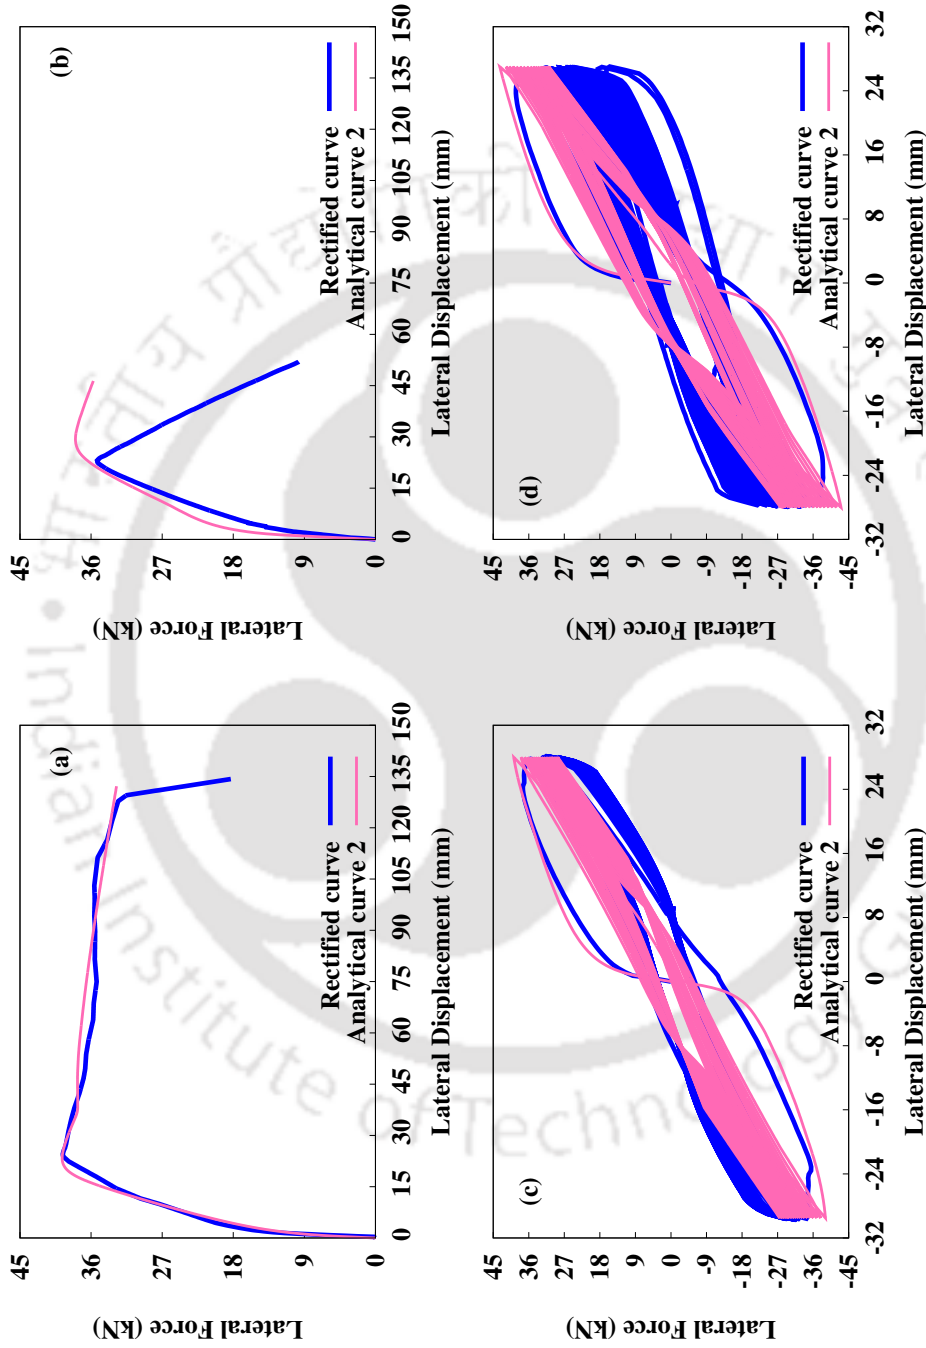 (a)
45
36
27
18
9
0
Lateral Force (kN)
0 15 30 45 60 75 90 105 120 135 150
Lateral Displacement (mm)
Rectified curve
Analytical curve 2
(b)
45
36
27
18
9
0
Lateral Force (kN)
0 15 30 45 60 75 90 105 120 135 150
Lateral Displacement (mm)
Rectified curve
Analytical curve 2
(c)
45
36
27
18
9
0
-9
-18
-27
-36
-45
Lateral Force (kN)
-32 -24 -16 -8 0 8 16 24 32
Lateral Displacement (mm)
Rectified curve
Analytical curve 2
(d)
45
36
27
18
9
0
-9
-18
-27
-36
-45
Lateral Force (kN)
-32 -24 -16 -8 0 8 16 24 32
Lateral Displacement (mm)
Rectified curve
Analytical curve 2
Indian Institute of Technology